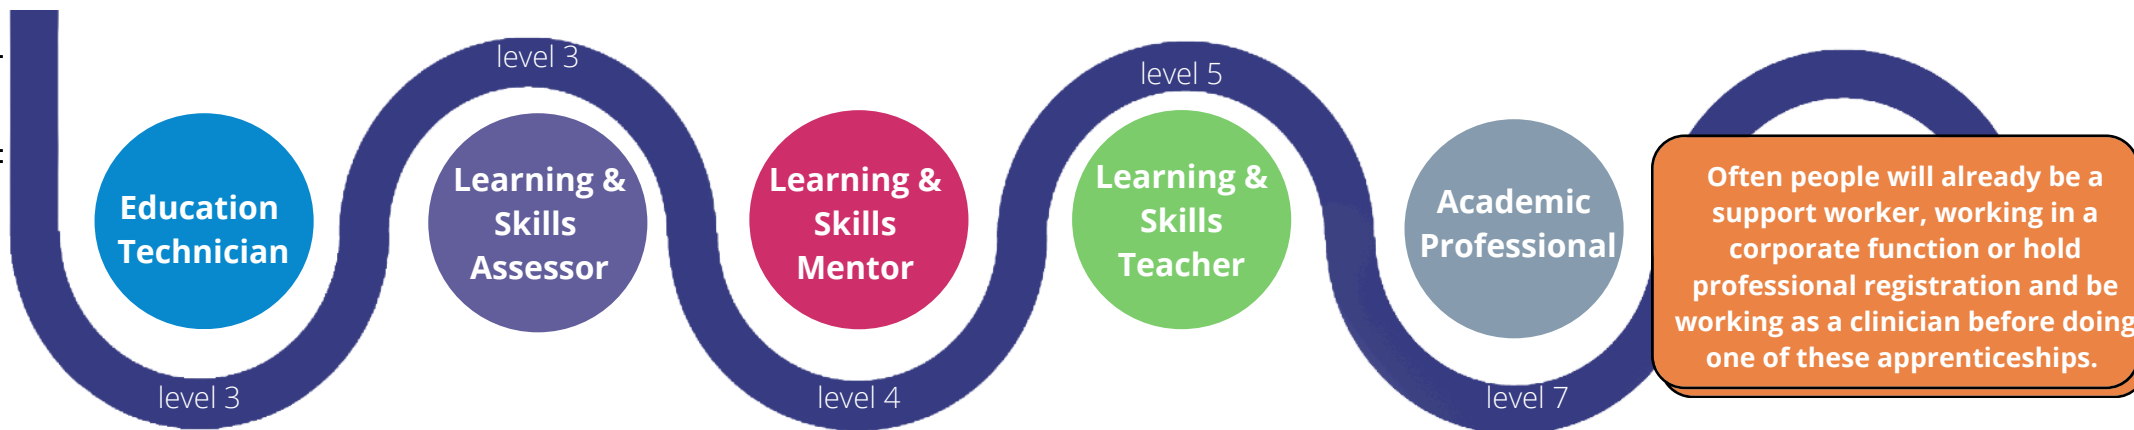 level 3
Education
Technician
level 3
Learning &
Skills
Assessor
level 4
Learning &
Skills
Mentor
level 5
Learning &
Skills
Teacher
level 7
Academic
Professional
Often people will already be a
support worker, working in a
corporate function or hold
professional registration and be
working as a clinician before doing
one of these apprenticeships.